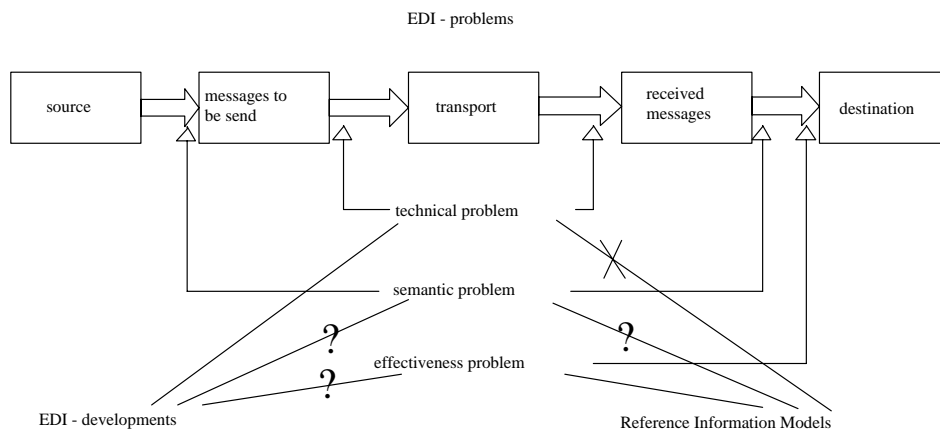 EDI - problems
source
messages to
be send
transport
received
messages
destination
technical problem
semantic problem
?
?
effectiveness problem
?
EDI - developments
Reference Information Models